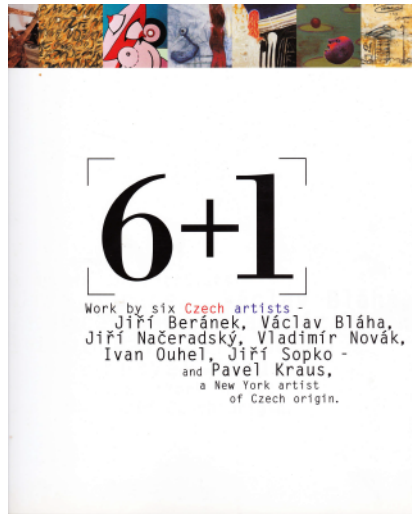 [6+1]
Work by six Czech artists -
Jiří Beránek, Václav Bláha,
Jiří Načeradský, Vladimír Novák,
Ivan Ouhel, Jiří Sopko -
and Pavel Kraus,
a New York artist
of Czech origin.